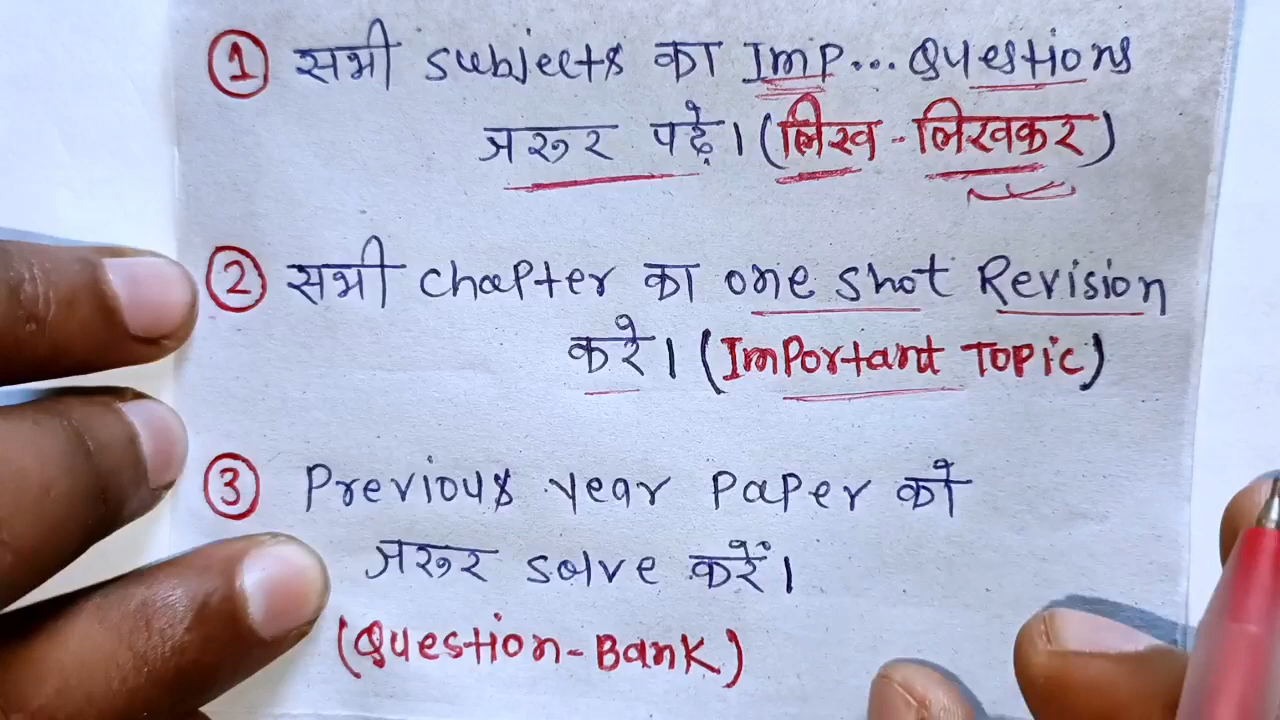 ① सभी subjects का Imp... Questions
जरुर पढ़े। (लिख - लिखकर)
② सभी chapter का one shot Revision
करे। (Important Topic)
③ Previous year Paper को
जरुर solve करें।
(Question-Bank)